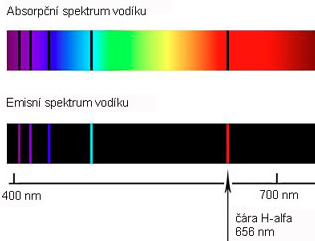 Absorpční spektrum vodíku
Emisní spektrum vodíku
400 nm
700 nm
čára H-alfa
656 nm